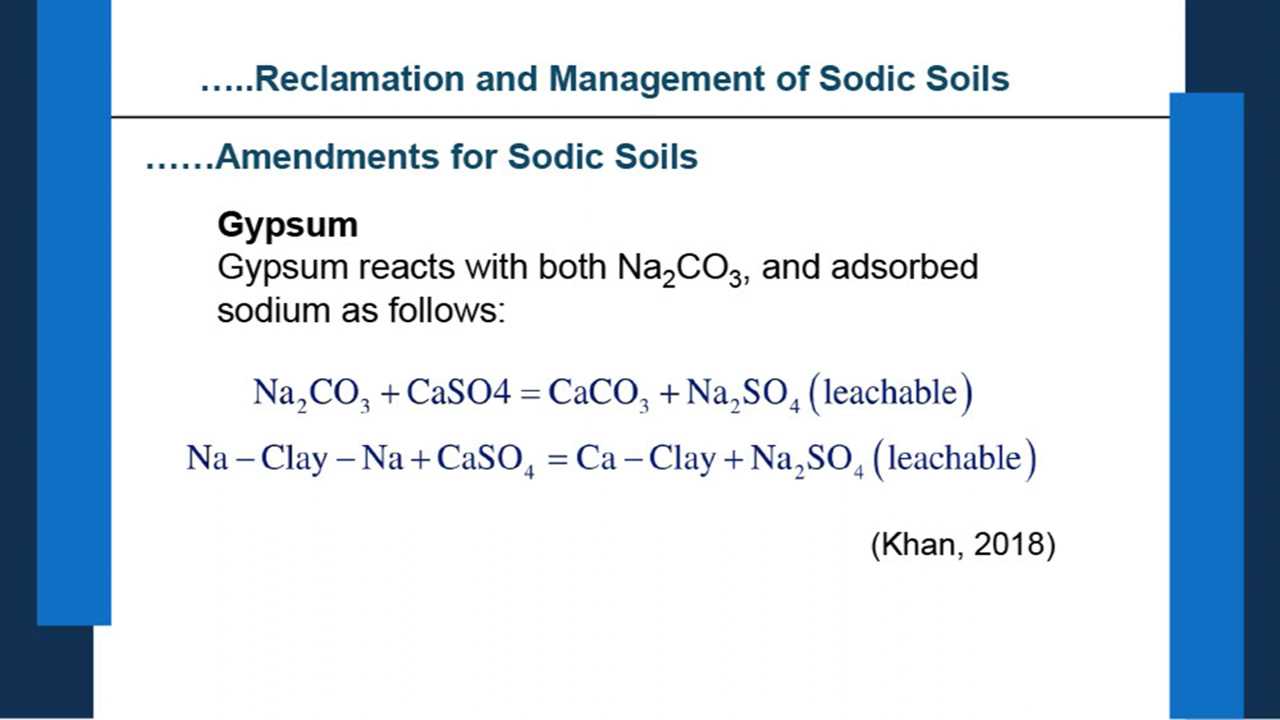 .....Reclamation and Management of Sodic Soils
......Amendments for Sodic Soils
Gypsum
Gypsum reacts with both Na₂CO₃, and adsorbed
sodium as follows:
Na₂CO₃ + CaSO4 = CaCO₃ + Na₂SO₄ (leachable)
Na – Clay – Na + CaSO₄ = Ca – Clay + Na₂SO₄ (leachable)
(Khan, 2018)